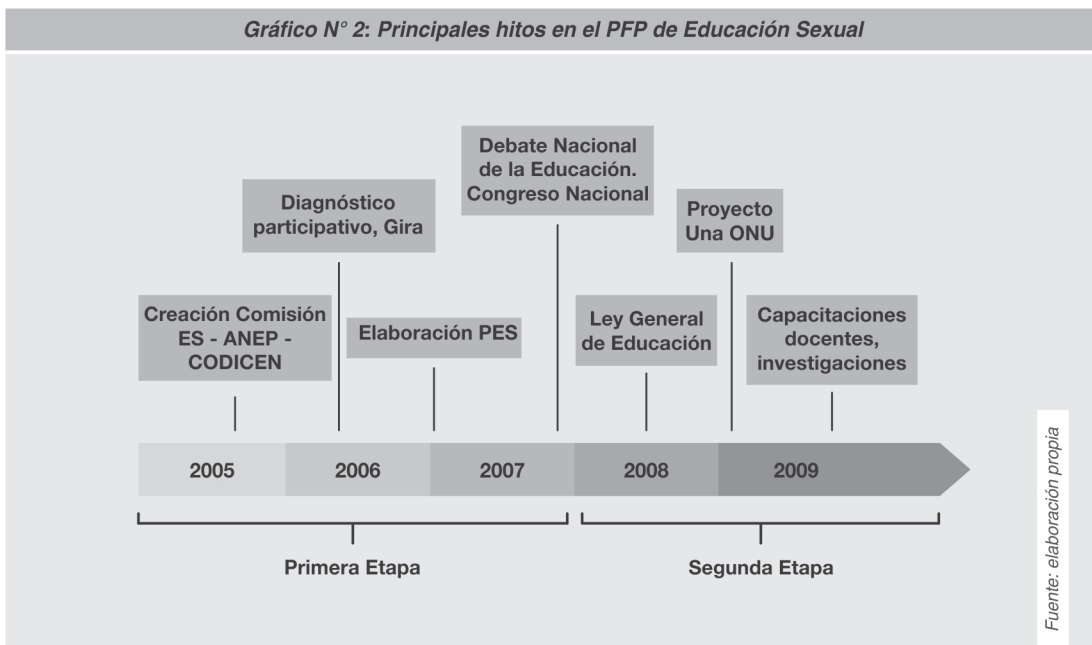 Gráfico N° 2: Principales hitos en el PFP de Educación Sexual
Debate Nacional
de la Educación.
Congreso Nacional
Diagnóstico
participativo, Gira
Proyecto
Una ONU
Creación Comisión
ES - ANEP -
CODICEN
Elaboración PES
Ley General
de Educación
Capacitaciones
docentes,
investigaciones
2005
2006
2007
2008
2009
Primera Etapa
Segunda Etapa
Fuente: elaboración propia